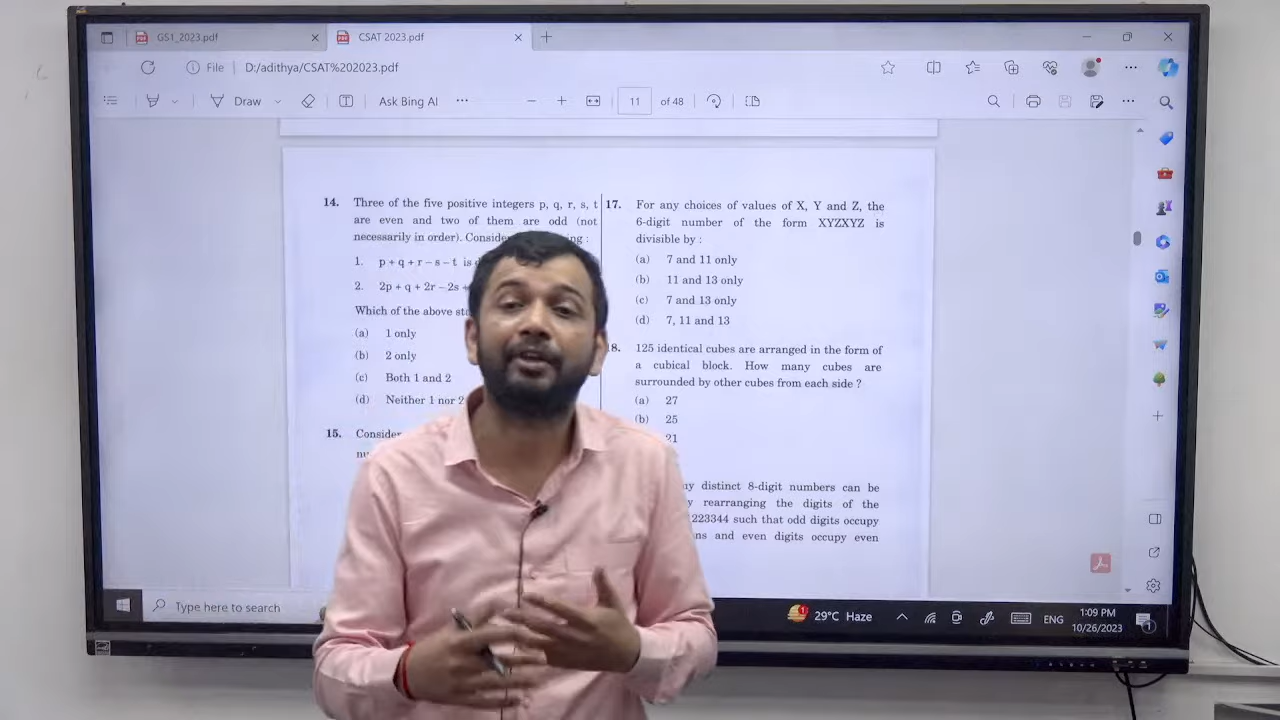 GS1_2023.pdf
CSAT 2023.pdf
File D:/adithya/CSAT%202023.pdf
Draw Ask Bing AI 11 of 48
14. Three of the five positive integers p, q, r, s, t
are even and two of them are odd (not
necessarily in order). Consider ing :
1. p + q + r – s – t is
2. 2p + q + 2r – 2s +
Which of the above
(a) 1 only
(b) 2 only
(c) Both 1 and 2
(d) Neither 1 nor 2
15. Consider
17. For any choices of values of X, Y and Z, the
6-digit number of the form XYZXYZ is
divisible by :
(a) 7 and 11 only
(b) 11 and 13 only
(c) 7 and 13 only
(d) 7, 11 and 13
18. 125 identical cubes are arranged in the form of
a cubical block. How many cubes are
surrounded by other cubes from each side ?
(a) 27
(b) 25
21
ny distinct 8-digit numbers can be
y rearranging the digits of the
223344 such that odd digits occupy
ns and even digits occupy even
Type here to search
29°C Haze
ENG
1:09 PM
10/26/2023